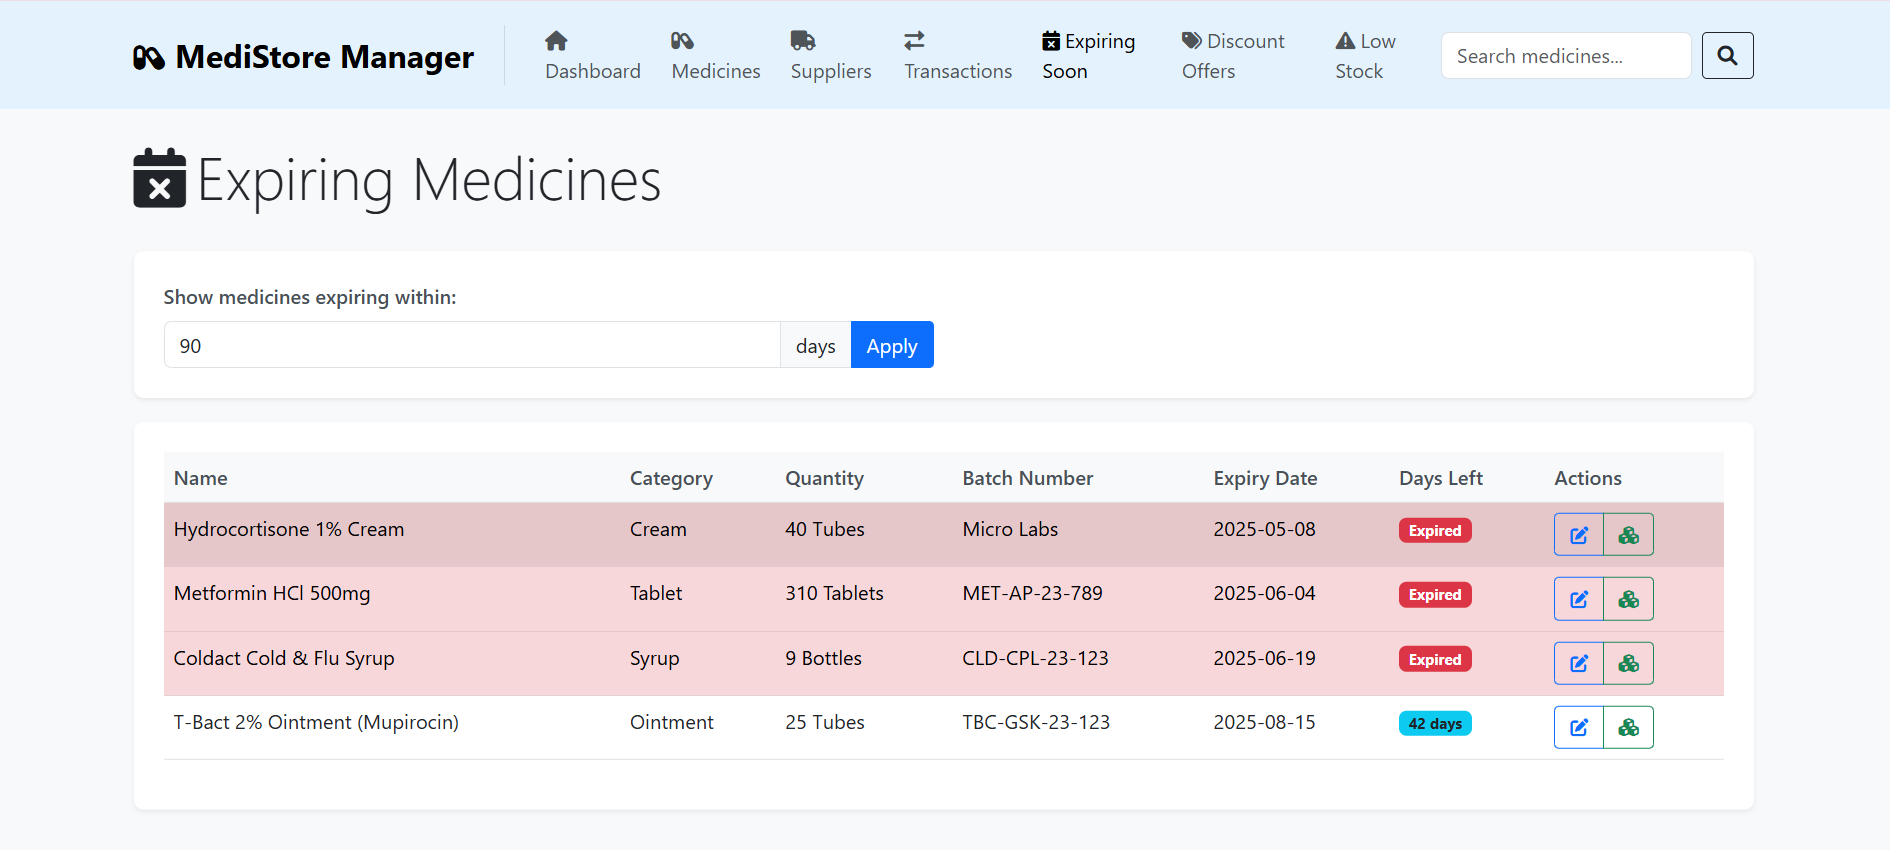 MediStore Manager
Dashboard
Medicines
Suppliers
Transactions
Expiring
Soon
Discount
Offers
Low
Stock
Search medicines...
Expiring Medicines
Show medicines expiring within:
90 days Apply
Name Category Quantity Batch Number Expiry Date Days Left Actions
Hydrocortisone 1% Cream Cream 40 Tubes Micro Labs 2025-05-08 Expired
Metformin HCl 500mg Tablet 310 Tablets MET-AP-23-789 2025-06-04 Expired
Coldact Cold & Flu Syrup Syrup 9 Bottles CLD-CPL-23-123 2025-06-19 Expired
T-Bact 2% Ointment (Mupirocin) Ointment 25 Tubes TBC-GSK-23-123 2025-08-15 42 days